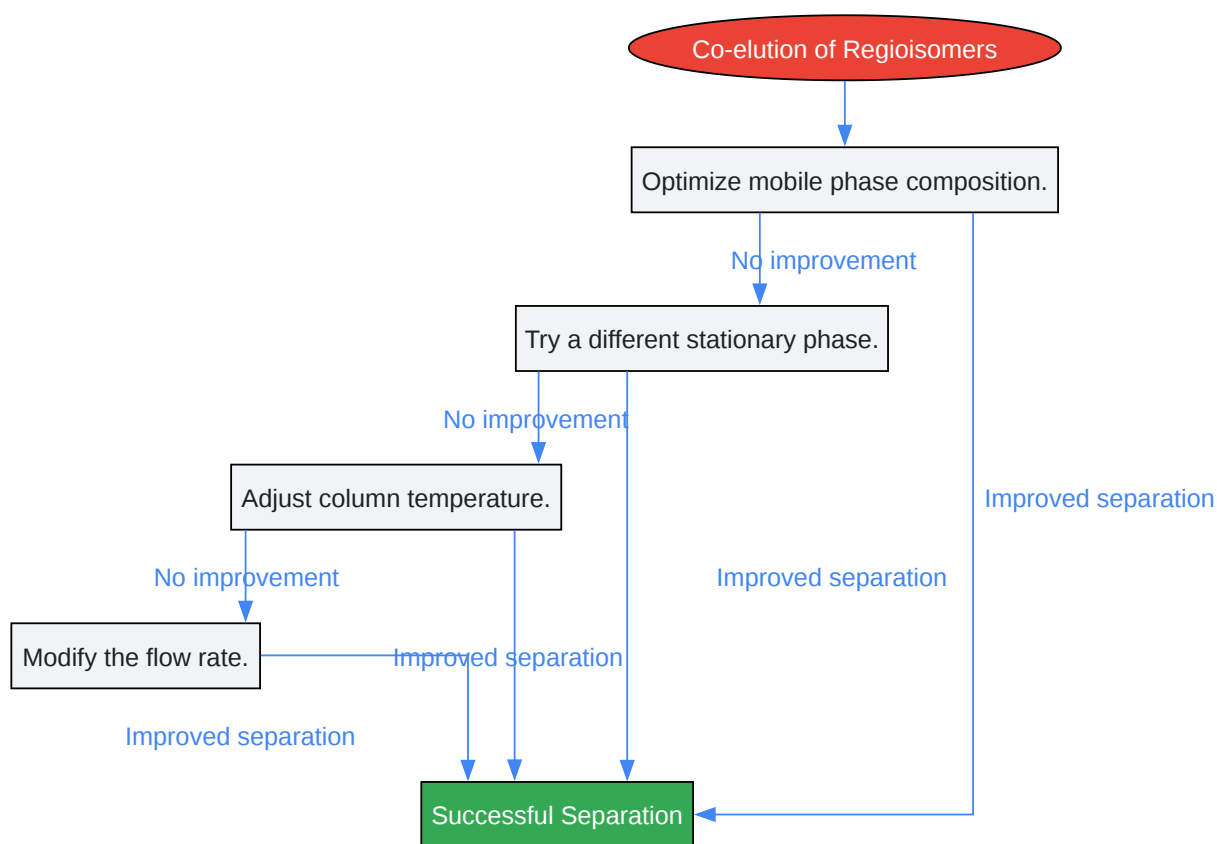 Co-elution of Regioisomers
Optimize mobile phase composition.
No improvement
Try a different stationary phase.
No improvement
Adjust column temperature.
Improved separation
No improvement
Improved separation
Modify the flow rate.
Improved separation
Improved separation
Successful Separation